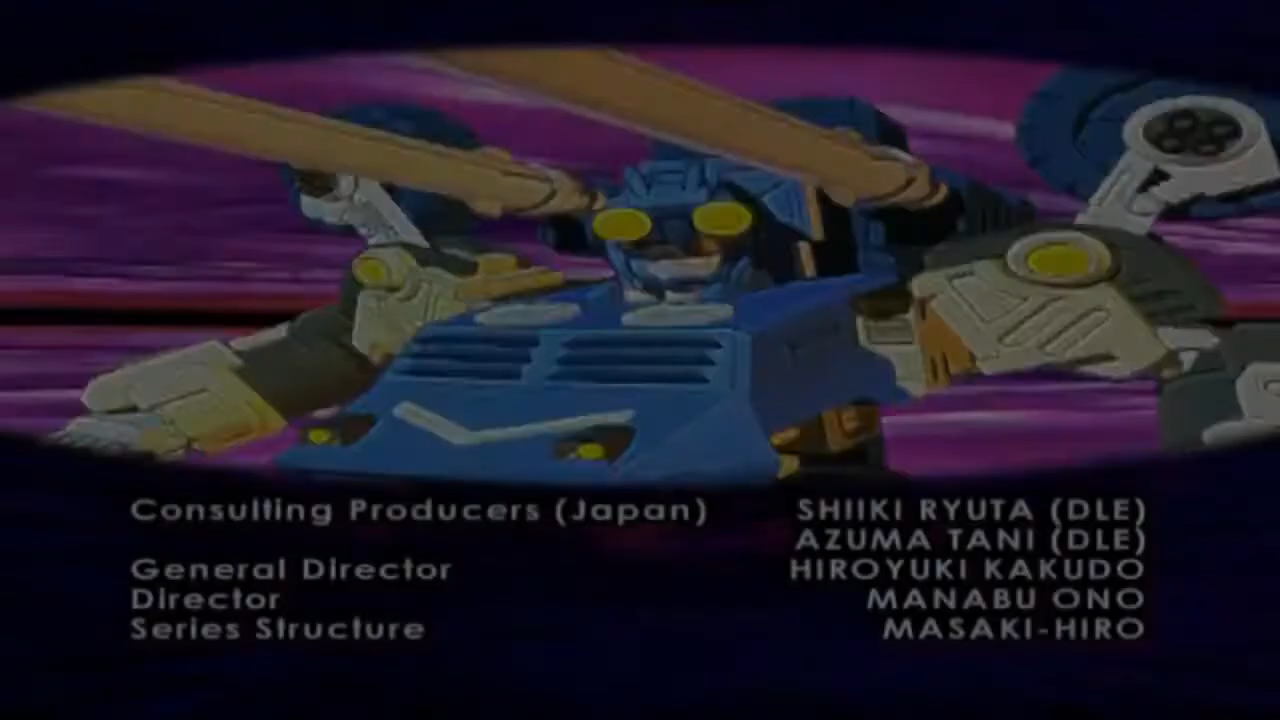 Consulting Producers (Japan) SHIIKI RYUTA (DLE)
AZUMA TANI (DLE)
General Director HIROYUKI KAKUDO
Director MANABU ONO
Series Structure MASAKI-HIRO